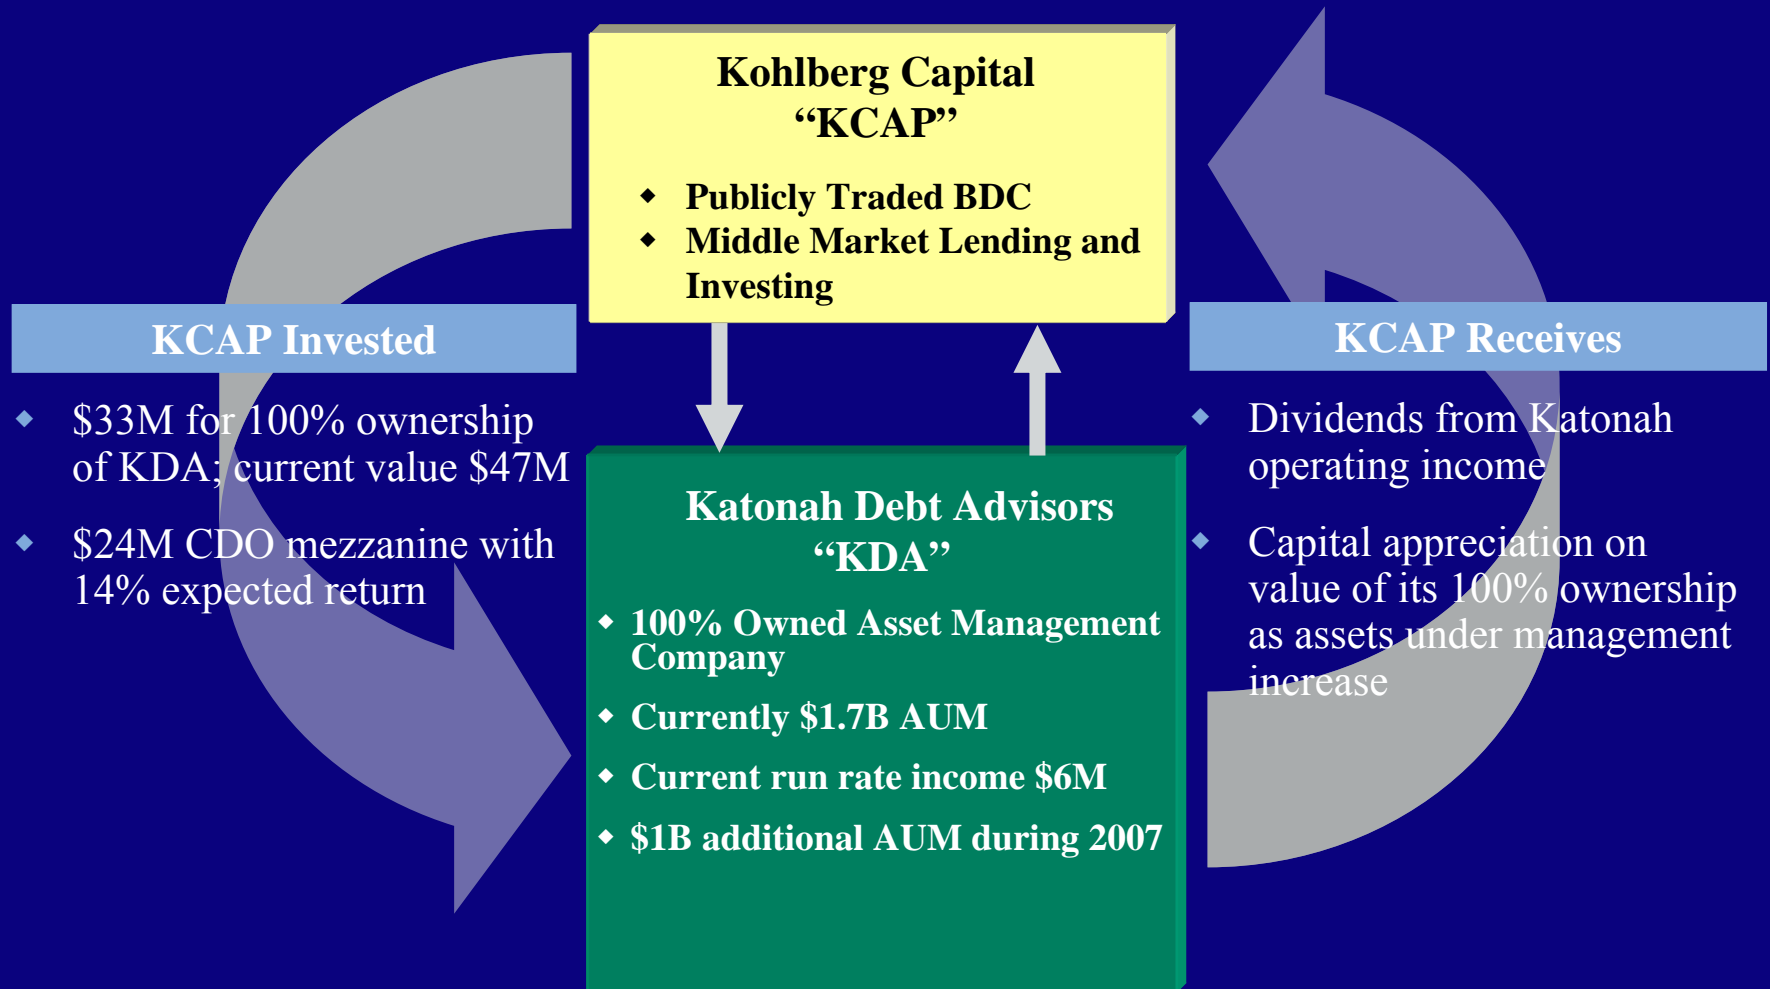 Kohlberg Capital
“KCAP”
◆ Publicly Traded BDC
◆ Middle Market Lending and
Investing
KCAP Invested
◆ $33M for 100% ownership
of KDA; current value $47M
◆ $24M CDO mezzanine with
14% expected return
Katonah Debt Advisors
“KDA”
◆ 100% Owned Asset Management
Company
◆ Currently $1.7B AUM
◆ Current run rate income $6M
◆ $1B additional AUM during 2007
KCAP Receives
◆ Dividends from Katonah
operating income
◆ Capital appreciation on
value of its 100% ownership
as assets under management
increase